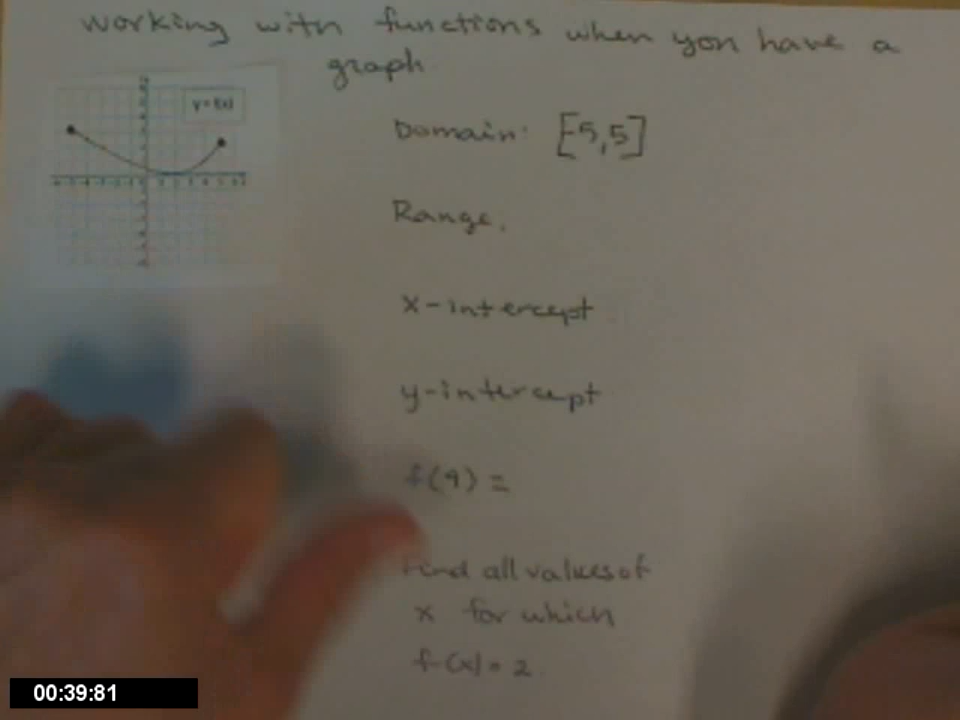 working with functions when you have a
graph
y = f(x)
Domain: [-5,5]
Range.
x-intercept
y-intercept
f(4) =
Find all values of
x for which
f(x) = 2.
00:39:81